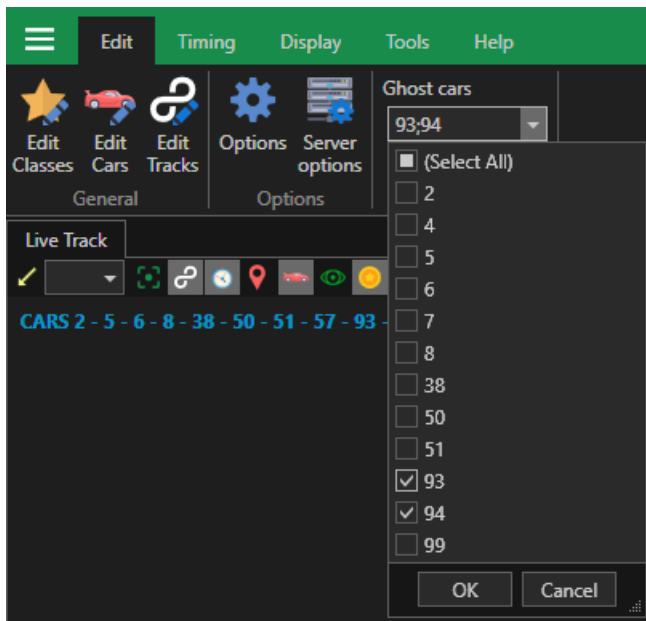 Edit Timing Display Tools Help
Ghost cars
93;94
Edit Classes
Edit Cars
Edit Tracks
Options
Server options
General
Options
(Select All)
2
4
5
6
7
8
38
50
51
93
94
99
OK Cancel
Live Track
CARS 2 - 5 - 6 - 8 - 38 - 50 - 51 - 57 - 93 -